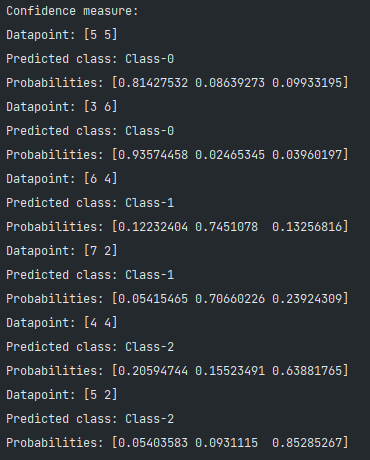 Confidence measure:
Datapoint: [5 5]
Predicted class: Class-0
Probabilities: [0.81427532 0.08639273 0.09933195]
Datapoint: [3 6]
Predicted class: Class-0
Probabilities: [0.93574458 0.02465345 0.03960197]
Datapoint: [6 4]
Predicted class: Class-1
Probabilities: [0.12232404 0.7451078  0.13256816]
Datapoint: [7 2]
Predicted class: Class-1
Probabilities: [0.05415465 0.70660226 0.23924309]
Datapoint: [4 4]
Predicted class: Class-2
Probabilities: [0.20594744 0.15523491 0.63881765]
Datapoint: [5 2]
Predicted class: Class-2
Probabilities: [0.05403583 0.0931115  0.85285267]